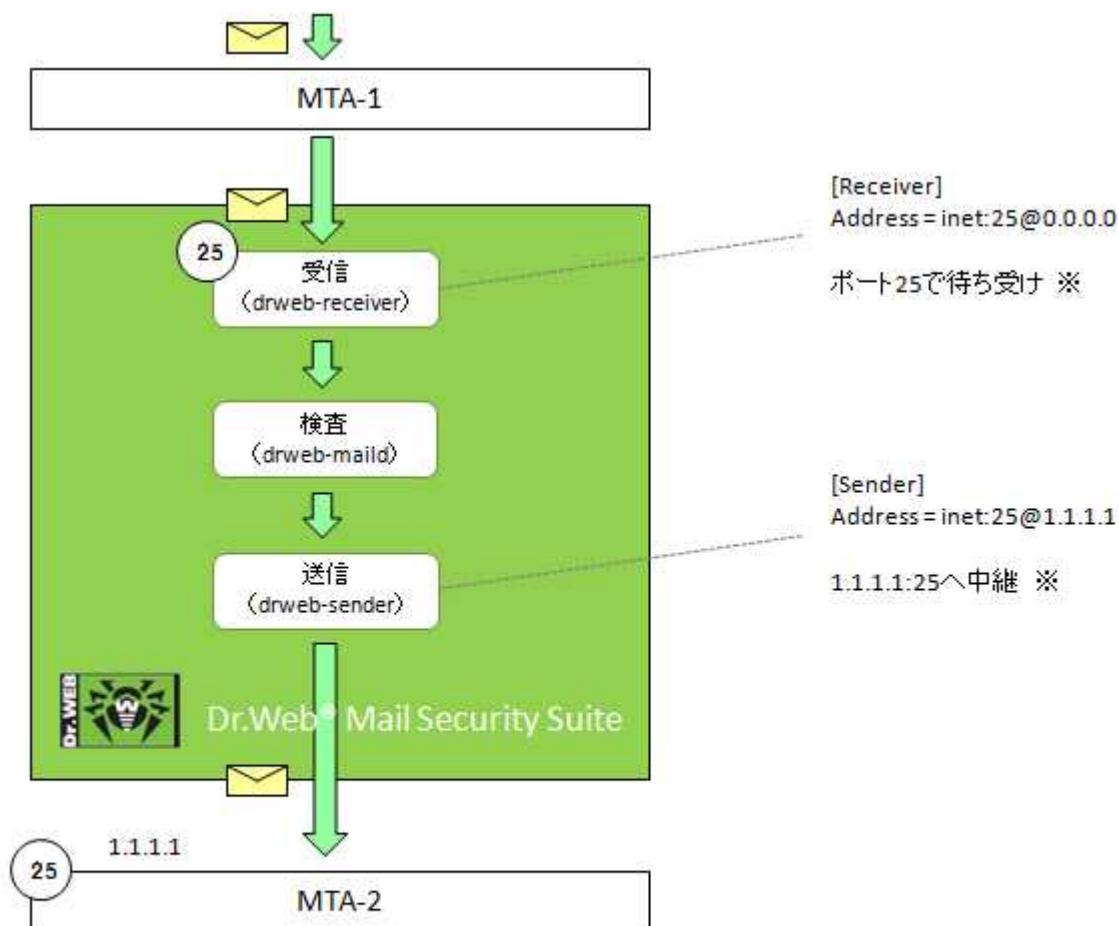 MTA-1
[Receiver]
Address = inet:25@0.0.0.0
ポート25で待ち受け ※
25
受信
(drweb-receiver)
検査
(drweb-maild)
[Sender]
Address = inet:25@1.1.1.1
1.1.1.1:25へ中継 ※
送信
(drweb-sender)
Dr.WEB
Dr.Web® Mail Security Suite
1.1.1.1
25
MTA-2